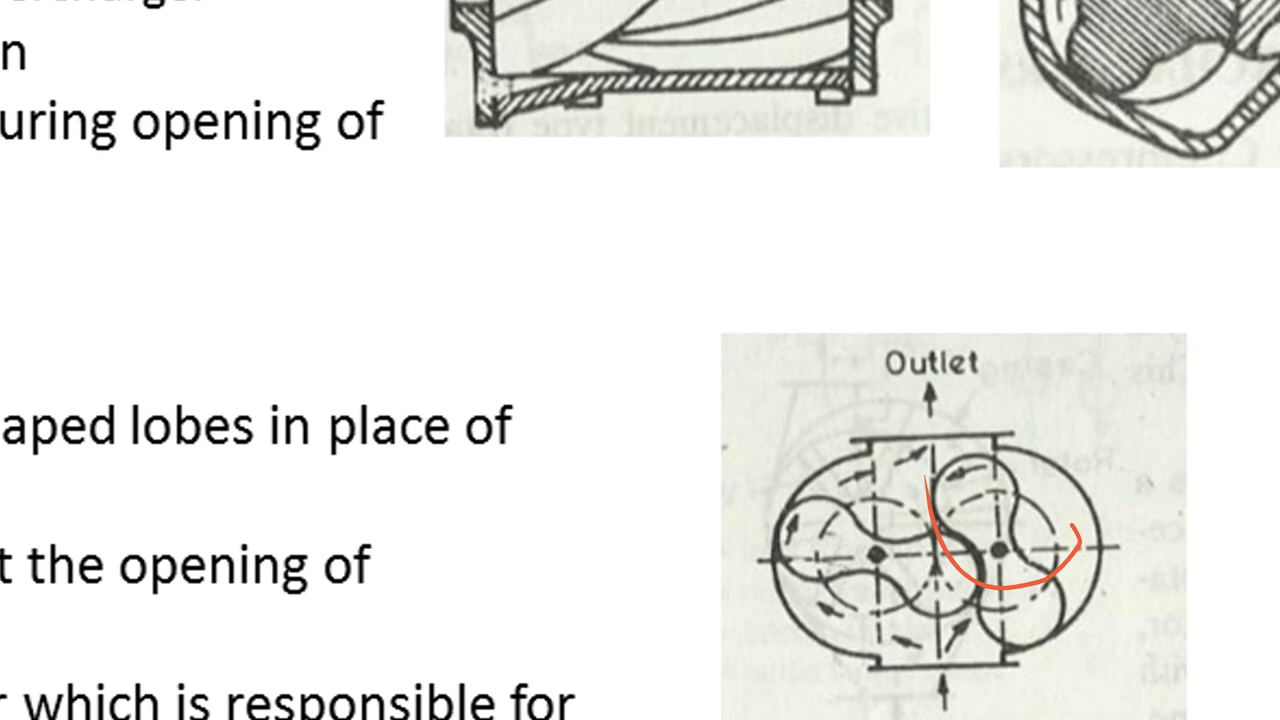 n
uring opening of
aped lobes in place of
t the opening of
r which is responsible for
Outlet